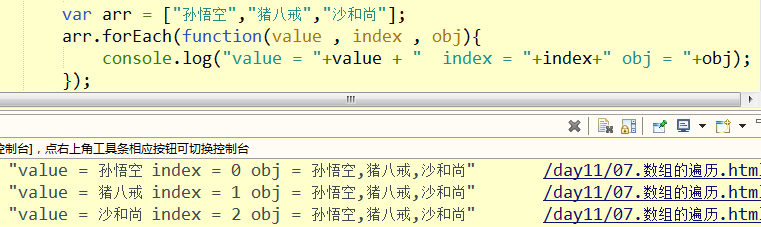 var arr = ["孙悟空","猪八戒","沙和尚"];
arr.forEach(function(value , index , obj){
console.log("value = "+value + "  index = "+index+" obj = "+obj);
});
控制台]，点右上角工具条相应按钮可切换控制台
"value = 孙悟空 index = 0 obj = 孙悟空,猪八戒,沙和尚" /day11/07.数组的遍历.html
"value = 猪八戒 index = 1 obj = 孙悟空,猪八戒,沙和尚" /day11/07.数组的遍历.html
"value = 沙和尚 index = 2 obj = 孙悟空,猪八戒,沙和尚" /day11/07.数组的遍历.html